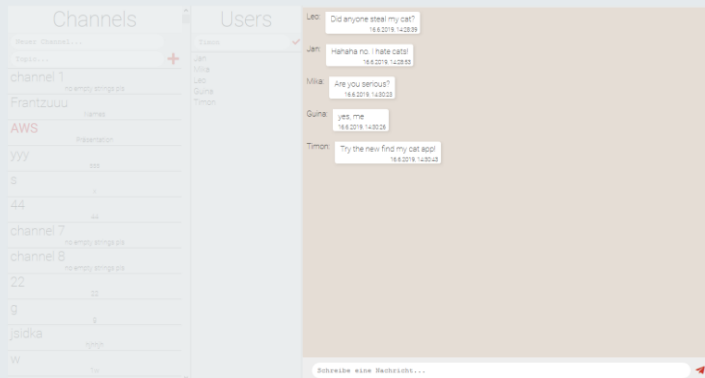 Channels
Neuer Channel...
Topic...
channel 1
no empty strings pls
Frantzuuu
names
AWS
Präsentation
yyy
sss
s
44
44
channel 7
no empty strings pls
channel 8
no empty strings pls
22
22
g
g
jsidka
w
Users
Name
Jan
Mika
Leo
Guina
Timon
Leo:
Did anyone steal my cat?
16.6.2019, 14:28:39
Jan:
Hahaha no. I hate cats!
16.6.2019, 14:28:53
Mika:
Are you serious?
16.6.2019, 14:30:23
Guina:
yes, me
16.6.2019, 14:30:26
Timon:
Try the new find my cat app!
16.6.2019, 14:30:43
Schreibe eine Nachricht...